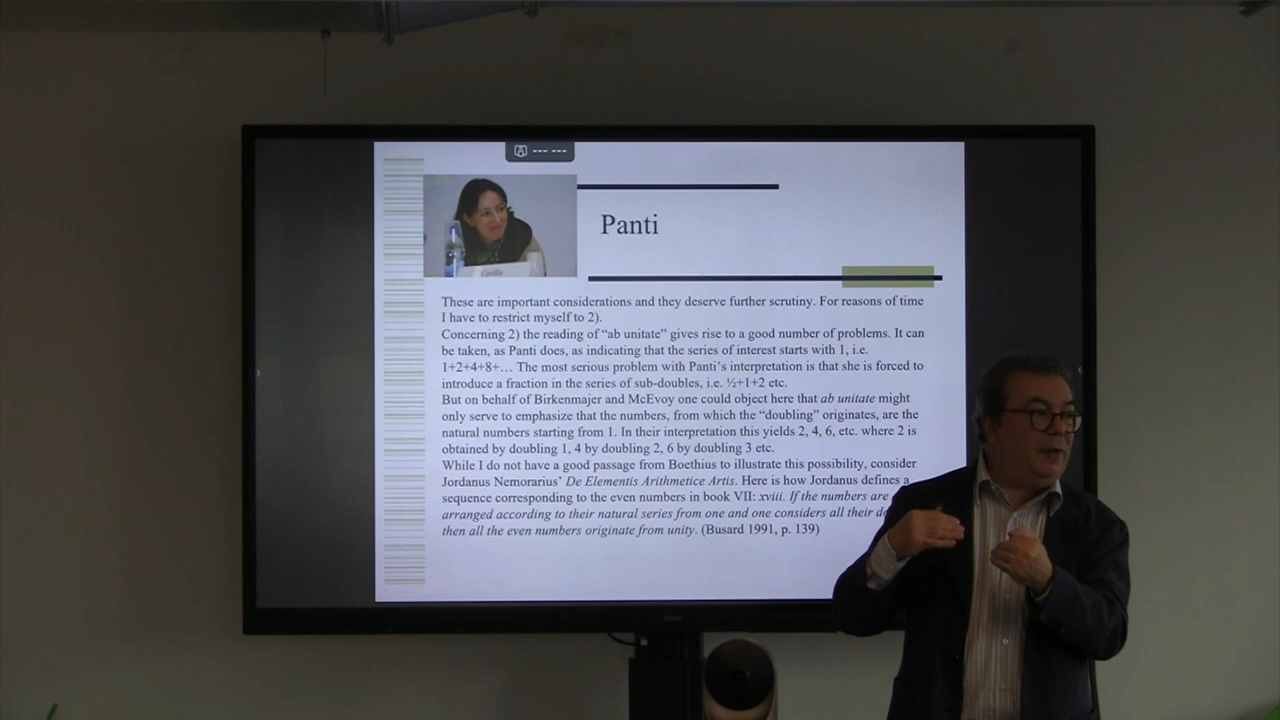 --- ---
Panti
Cecilia
These are important considerations and they deserve further scrutiny. For reasons of time
I have to restrict myself to 2).
Concerning 2) the reading of “ab unitate” gives rise to a good number of problems. It can
be taken, as Panti does, as indicating that the series of interest starts with 1, i.e.
1+2+4+8+… The most serious problem with Panti’s interpretation is that she is forced to
introduce a fraction in the series of sub-doubles, i.e. ½+1+2 etc.
But on behalf of Birkenmajer and McEvoy one could object here that ab unitate might
only serve to emphasize that the numbers, from which the “doubling” originates, are the
natural numbers starting from 1. In their interpretation this yields 2, 4, 6, etc. where 2 is
obtained by doubling 1, 4 by doubling 2, 6 by doubling 3 etc.
While I do not have a good passage from Boethius to illustrate this possibility, consider
Jordanus Nemorarius’ De Elementis Arithmetice Artis. Here is how Jordanus defines a
sequence corresponding to the even numbers in book VII: xviii. If the numbers are
arranged according to their natural series from one and one considers all their
then all the even numbers originate from unity. (Busard 1991, p. 139)